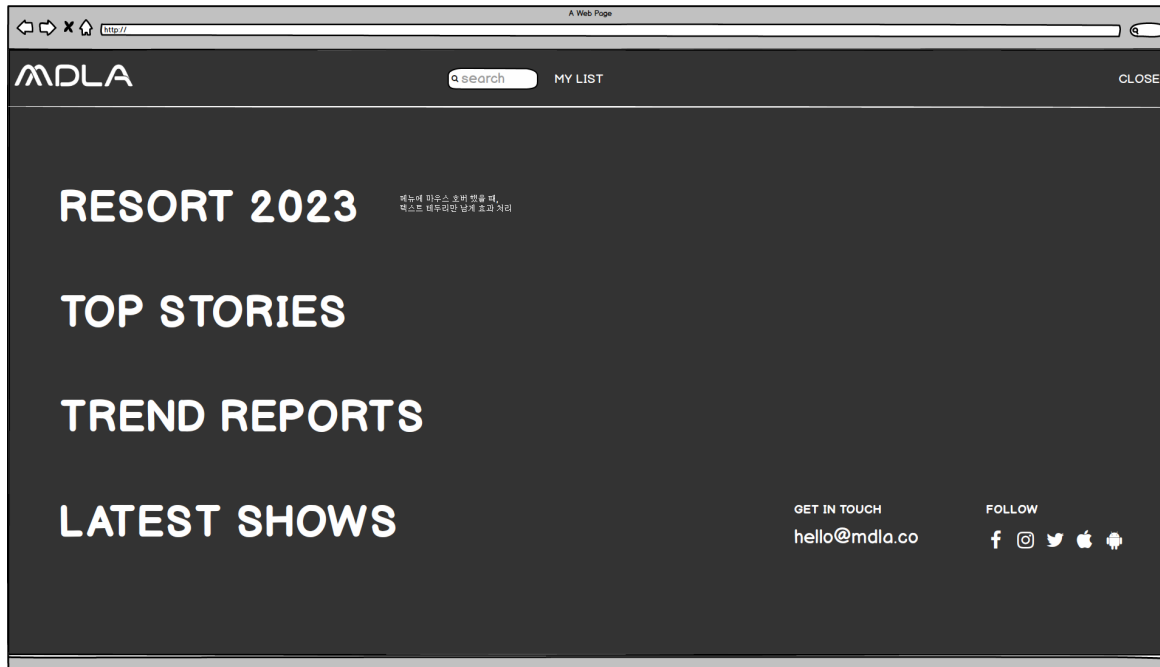 A Web Page
http://
MDLA
search
MY LIST
CLOSE
RESORT 2023
메뉴에 마우스 호버 했을 때,
텍스트 테두리만 남게 효과 처리
TOP STORIES
TREND REPORTS
LATEST SHOWS
GET IN TOUCH
FOLLOW
hello@mdla.co